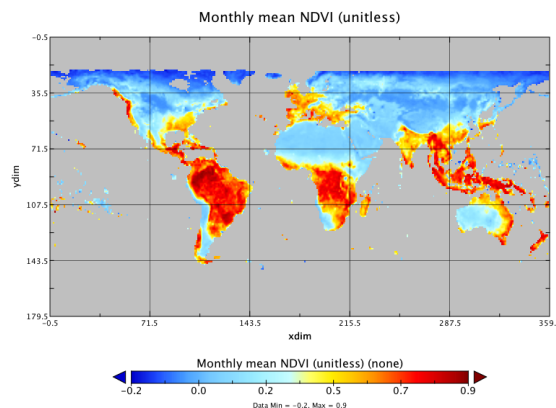 Monthly mean NDVI (unitless)
-0.5
35.5
71.5
107.5
143.5
179.5
ydim
-0.5 71.5 143.5 215.5 287.5 359.
xdim
Monthly mean NDVI (unitless) (none)
-0.2 0.0 0.2 0.5 0.7 0.9
Data Min = -0.2, Max = 0.9